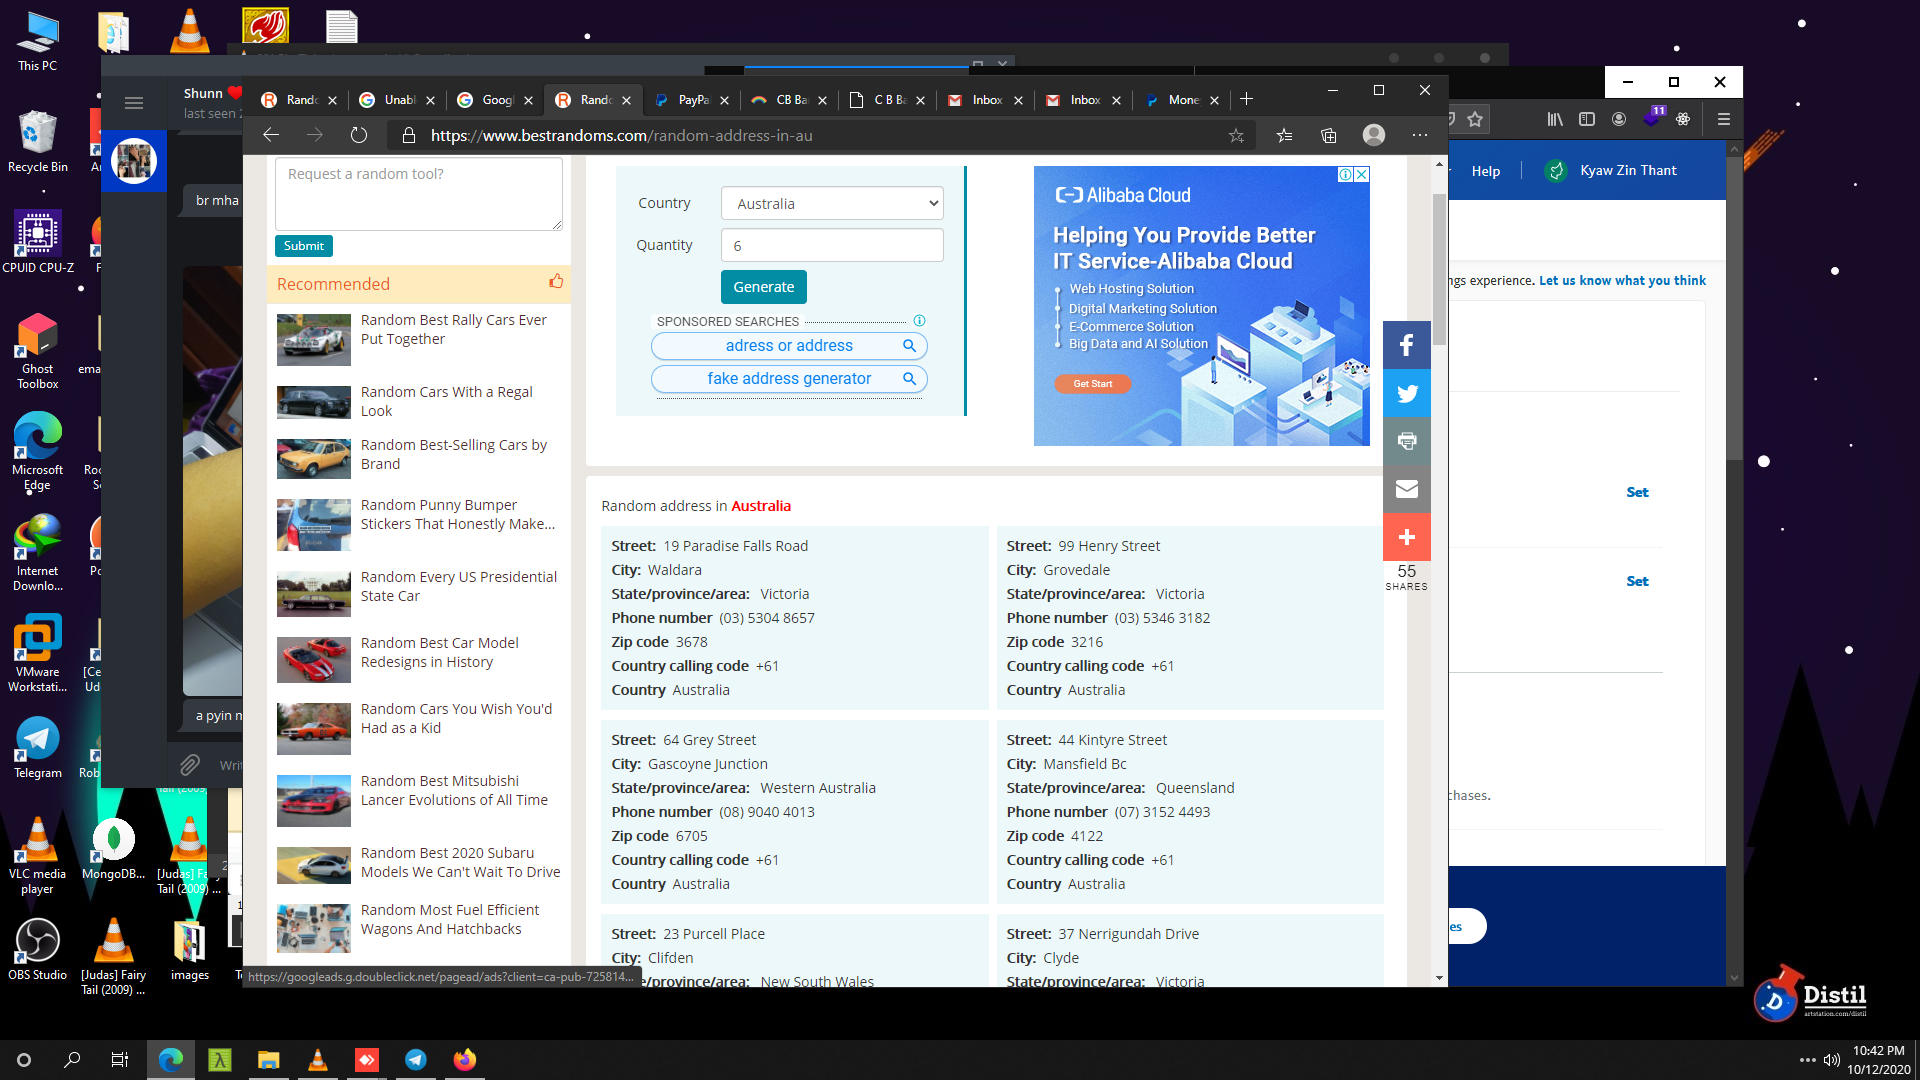 This PC
Recycle Bin
CPUID CPU-Z
Ghost
Toolbox
Microsoft
Edge
Internet
Downlo...
VMware
Workstati...
Telegram
VLC media
player
MongoDB...
[Judas] Fairy
Tail (2009) ...
OBS Studio
[Judas] Fairy
Tail (2009) ...
images
Shunn
last seen
br mha
a pyin
Rando
Unabl
Googl
Rando
PayPa
CB Ba
C B Ba
Inbox
Inbox
Mone
https://www.bestrandoms.com/random-address-in-au
Request a random tool?
Submit
Recommended
Random Best Rally Cars Ever
Put Together
Random Cars With a Regal
Look
Random Best-Selling Cars by
Brand
Random Punny Bumper
Stickers That Honestly Make...
Random Every US Presidential
State Car
Random Best Car Model
Redesigns in History
Random Cars You Wish You'd
Had as a Kid
Random Best Mitsubishi
Lancer Evolutions of All Time
Random Best 2020 Subaru
Models We Can't Wait To Drive
Random Most Fuel Efficient
Wagons And Hatchbacks
https://googleads.g.doubleclick.net/pagead/ads?client=ca-pub-725814...
Country Australia
Quantity 6
Generate
SPONSORED SEARCHES
adress or address
fake address generator
Alibaba Cloud
Helping You Provide Better
IT Service-Alibaba Cloud
Web Hosting Solution
Digital Marketing Solution
E-Commerce Solution
Big Data and AI Solution
Get Start
Random address in Australia
Street: 19 Paradise Falls Road
City: Waldara
State/province/area: Victoria
Phone number (03) 5304 8657
Zip code 3678
Country calling code +61
Country Australia
Street: 99 Henry Street
City: Grovedale
State/province/area: Victoria
Phone number (03) 5346 3182
Zip code 3216
Country calling code +61
Country Australia
Street: 64 Grey Street
City: Gascoyne Junction
State/province/area: Western Australia
Phone number (08) 9040 4013
Zip code 6705
Country calling code +61
Country Australia
Street: 44 Kintyre Street
City: Mansfield Bc
State/province/area: Queensland
Phone number (07) 3152 4493
Zip code 4122
Country calling code +61
Country Australia
Street: 23 Purcell Place
City: Clifden
State/province/area: New South Wales
Street: 37 Nerrigundah Drive
City: Clyde
State/province/area: Victoria
55
SHARES
11
Help
Kyaw Zin Thant
ngs experience. Let us know what you think
Set
Set
chases.
es
Distil
artstation.com/distil
10:42 PM
10/12/2020